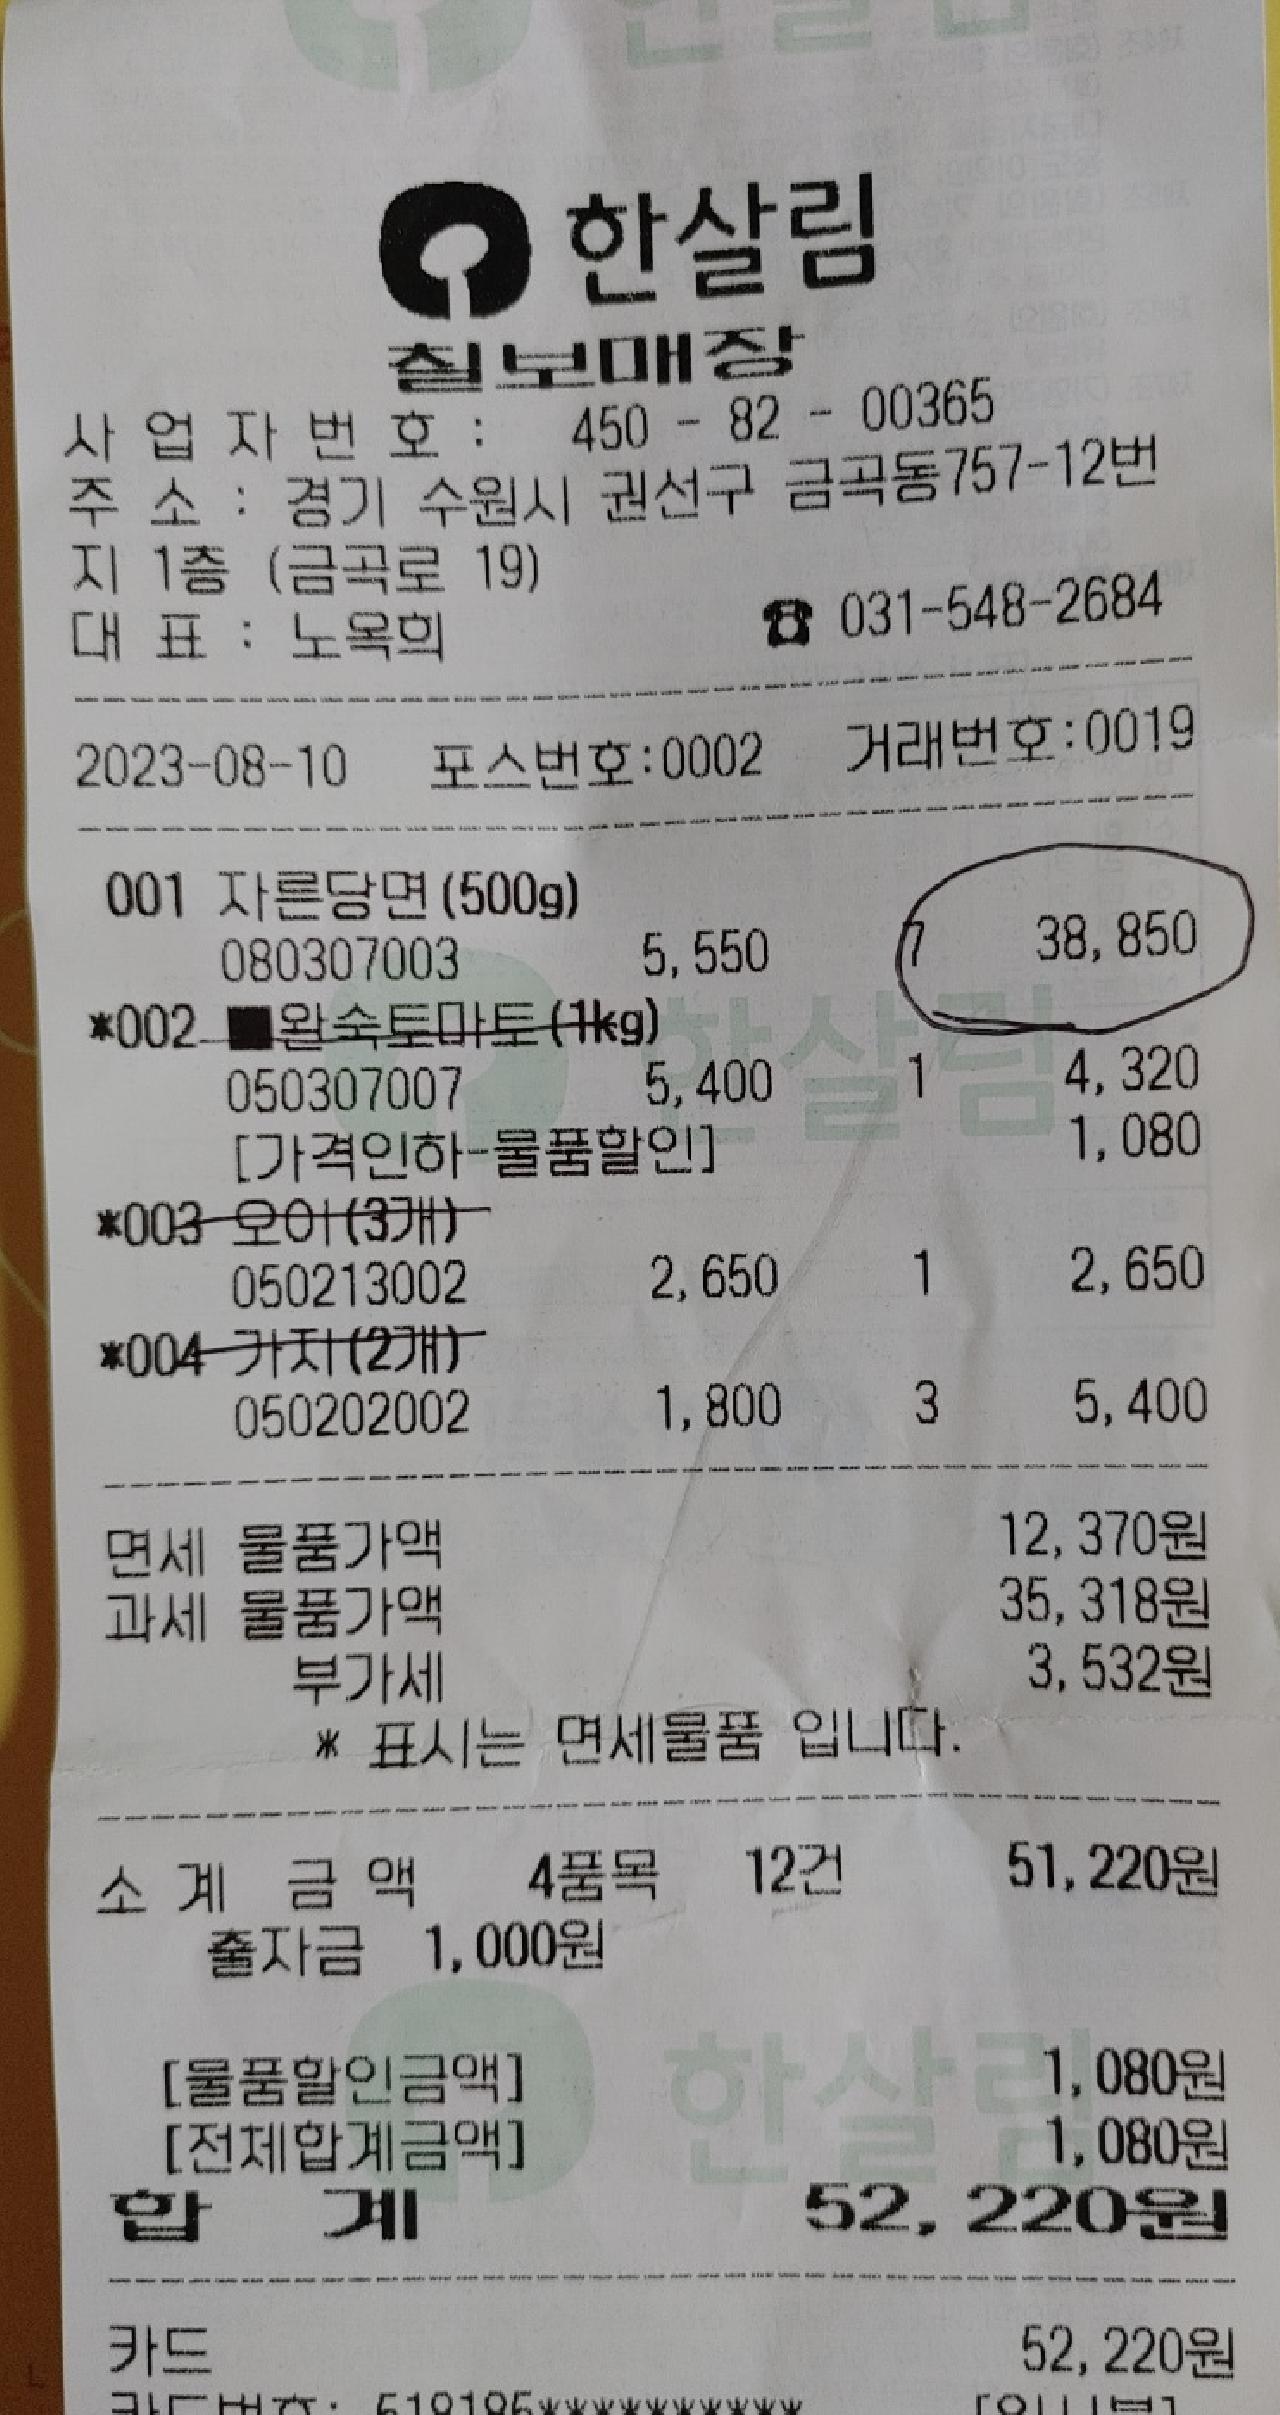 한살림
칠보매장
사 업 자 번 호 : 450 - 82 - 00365
주 소 : 경기 수원시 권선구 금곡동757-12번
지 1층 (금곡로 19)
대 표 : 노옥희 ☎ 031-548-2684
2023-08-10 포스번호:0002 거래번호:0019
001 자른당면(500g)
080307003 5,550 7 38,850
*002 ■완숙토마토(1kg)
050307007 5,400 1 4,320
[가격인하-물품할인] 1,080
*003 오이(3개)
050213002 2,650 1 2,650
*004 가지(2개)
050202002 1,800 3 5,400
면세 물품가액 12,370원
과세 물품가액 35,318원
부가세 3,532원
* 표시는 면세물품 입니다.
소 계 금 액 4품목 12건 51,220원
출자금 1,000원
[물품할인금액] 1,080원
[전체합계금액] 1,080원
합 계 52,220원
카드 52,220원
카드번호: